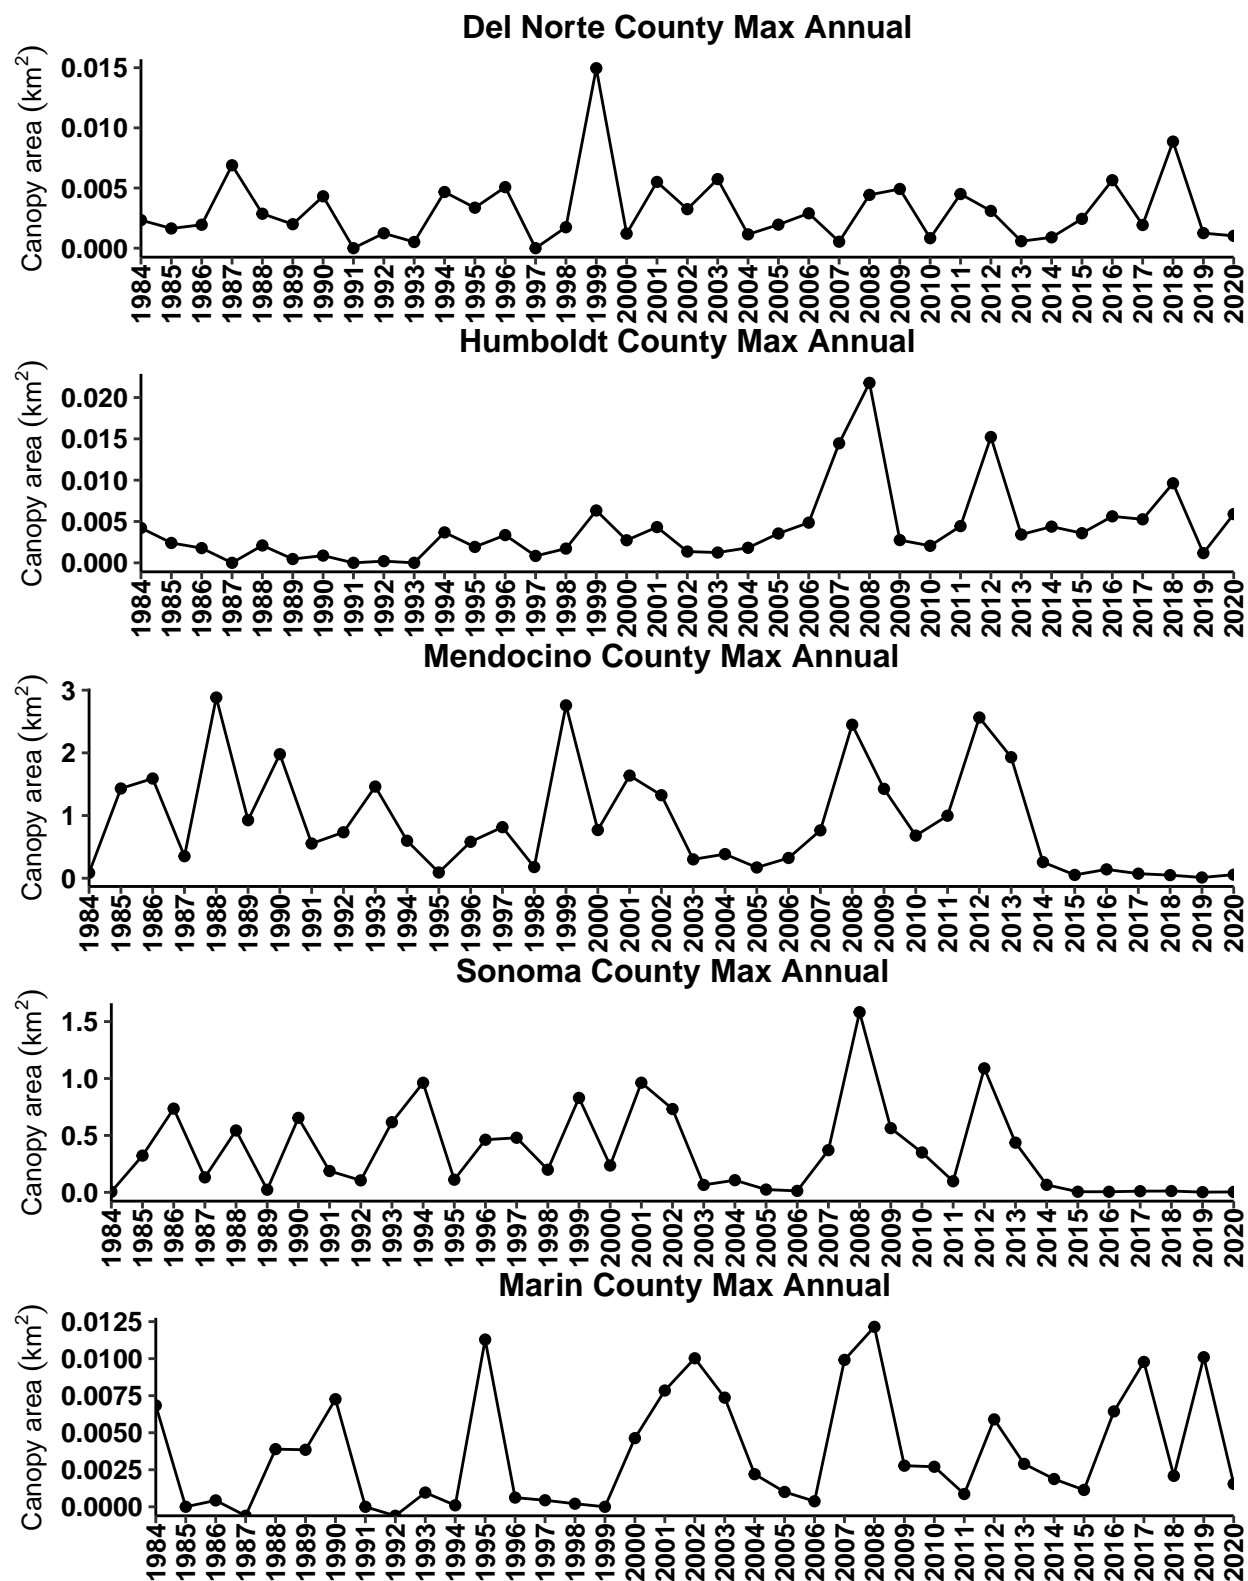 Del Norte County Max Annual
Canopy area (km²)
0.015
0.010
0.005
0.000
1984 1985 1986 1987 1988 1989 1990 1991 1992 1993 1994 1995 1996 1997 1998 1999 2000 2001 2002 2003 2004 2005 2006 2007 2008 2009 2010 2011 2012 2013 2014 2015 2016 2017 2018 2019 2020
Humboldt County Max Annual
Canopy area (km²)
0.020
0.015
0.010
0.005
0.000
1984 1985 1986 1987 1988 1989 1990 1991 1992 1993 1994 1995 1996 1997 1998 1999 2000 2001 2002 2003 2004 2005 2006 2007 2008 2009 2010 2011 2012 2013 2014 2015 2016 2017 2018 2019 2020
Mendocino County Max Annual
Canopy area (km²)
3
2
1
0
1984 1985 1986 1987 1988 1989 1990 1991 1992 1993 1994 1995 1996 1997 1998 1999 2000 2001 2002 2003 2004 2005 2006 2007 2008 2009 2010 2011 2012 2013 2014 2015 2016 2017 2018 2019 2020
Sonoma County Max Annual
Canopy area (km²)
1.5
1.0
0.5
0.0
1984 1985 1986 1987 1988 1989 1990 1991 1992 1993 1994 1995 1996 1997 1998 1999 2000 2001 2002 2003 2004 2005 2006 2007 2008 2009 2010 2011 2012 2013 2014 2015 2016 2017 2018 2019 2020
Marin County Max Annual
Canopy area (km²)
0.0125
0.0100
0.0075
0.0050
0.0025
0.0000
1984 1985 1986 1987 1988 1989 1990 1991 1992 1993 1994 1995 1996 1997 1998 1999 2000 2001 2002 2003 2004 2005 2006 2007 2008 2009 2010 2011 2012 2013 2014 2015 2016 2017 2018 2019 2020